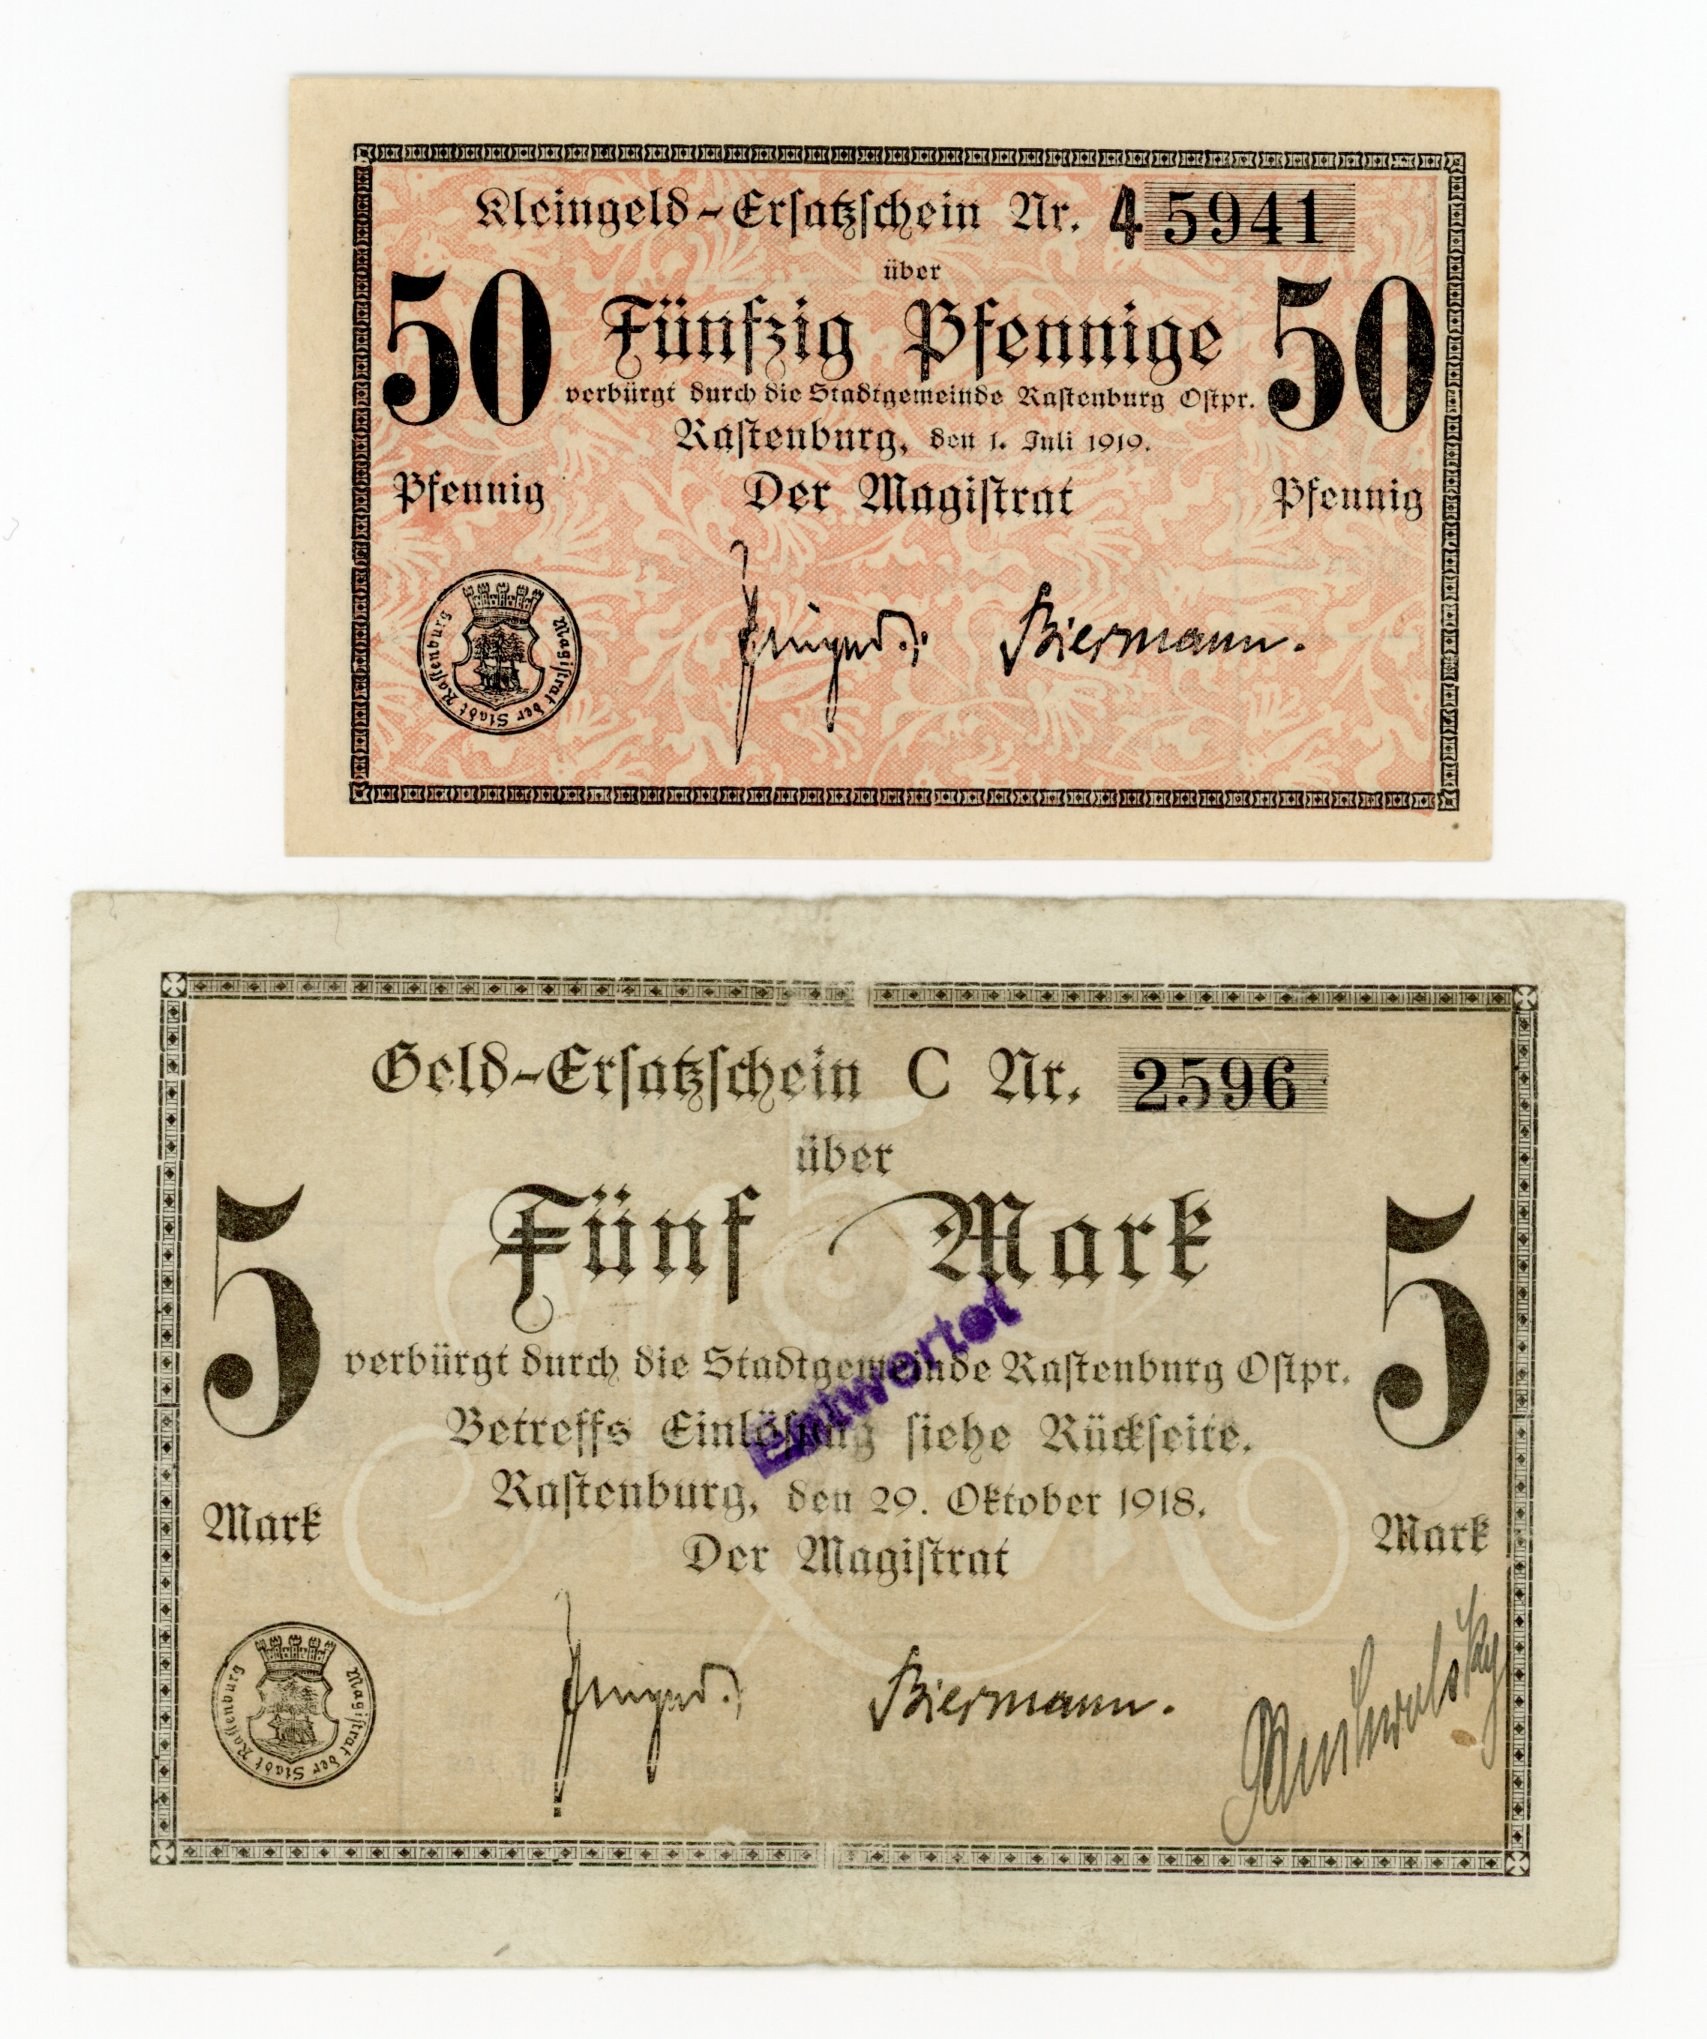 Kleingeld-Ersatzschein Nr. 45941
über
50 Fünfzig Pfennige 50
verbürgt durch die Stadtgemeinde Rastenburg Ostpr.
Rastenburg, den 1. Juli 1919.
Pfennig Der Magistrat Pfennig
Magistrat der Stadt Rastenburg
Biermann.
Geld-Ersatzschein C Nr. 2596
über
Fünf Mark
5 5
verbürgt durch die Stadtgemeinde Rastenburg Ostpr.
Entwertet
Betreffs Einlösung siehe Rückseite.
Rastenburg, den 29. Oktober 1918.
Mark Mark
Der Magistrat
Magistrat der Stadt Rastenburg
Biermann.